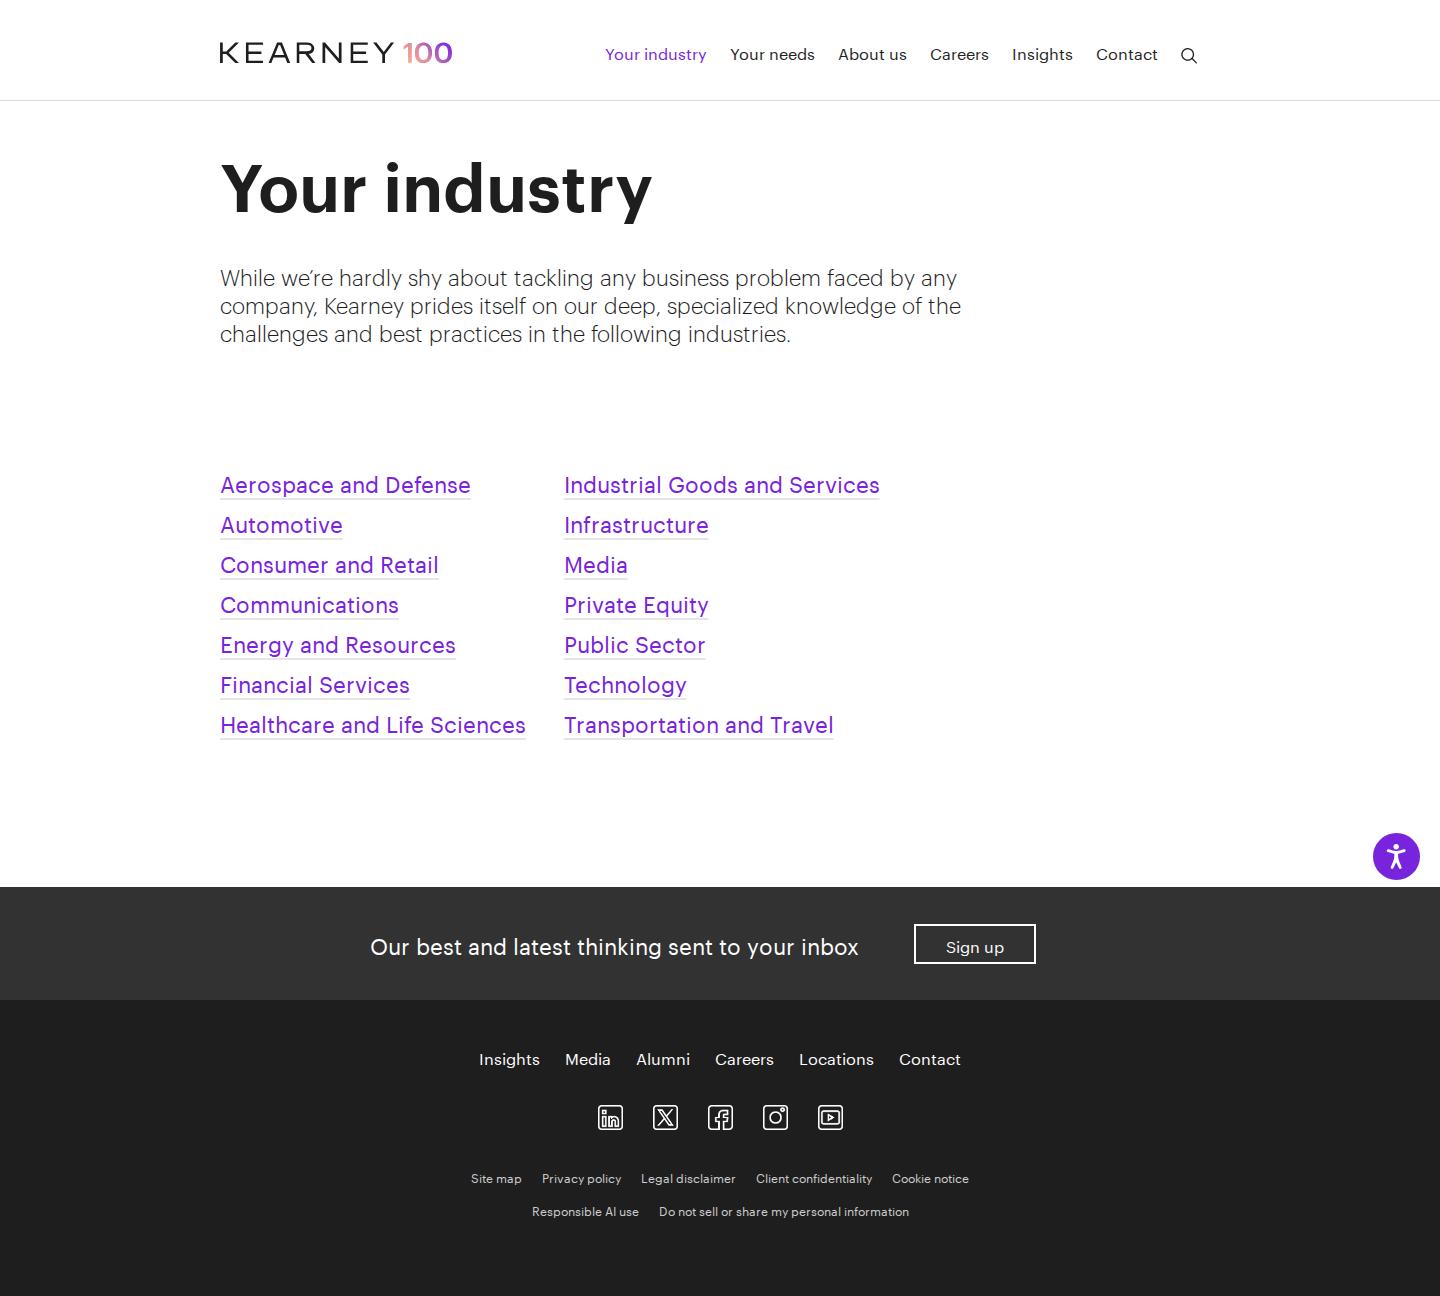 KEARNEY 100
Your industry
Your needs
About us
Careers
Insights
Contact
Your industry
While we’re hardly shy about tackling any business problem faced by any
company, Kearney prides itself on our deep, specialized knowledge of the
challenges and best practices in the following industries.
Aerospace and Defense
Automotive
Consumer and Retail
Communications
Energy and Resources
Financial Services
Healthcare and Life Sciences
Industrial Goods and Services
Infrastructure
Media
Private Equity
Public Sector
Technology
Transportation and Travel
Our best and latest thinking sent to your inbox
Sign up
Insights
Media
Alumni
Careers
Locations
Contact
Site map
Privacy policy
Legal disclaimer
Client confidentiality
Cookie notice
Responsible AI use
Do not sell or share my personal information